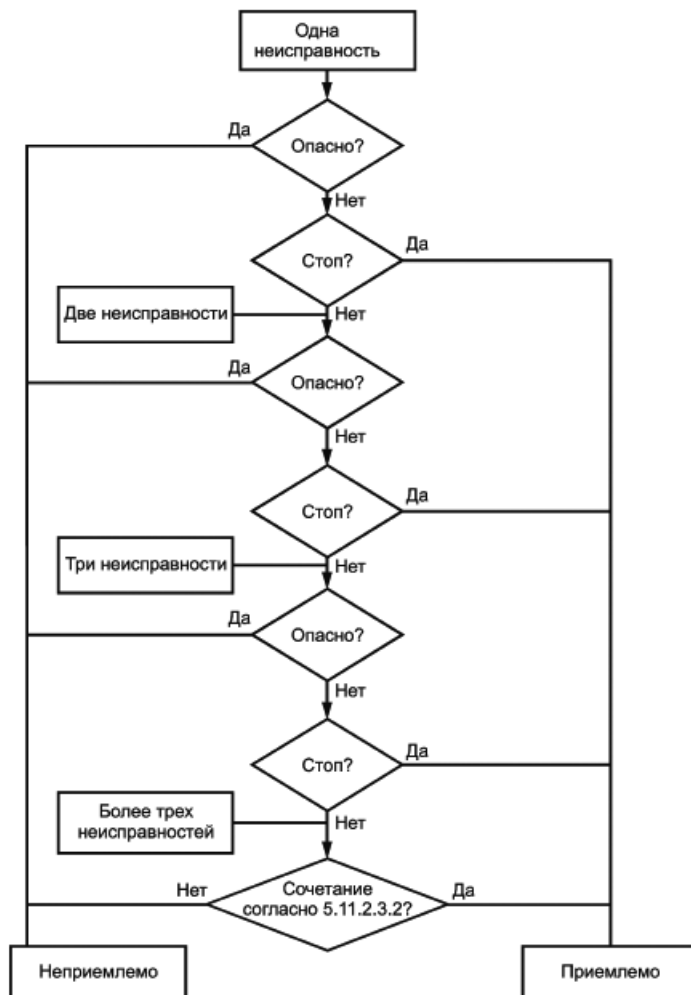 Одна
неисправность
Да
Опасно?
Нет
Стоп?
Да
Две неисправности
Нет
Да
Опасно?
Нет
Стоп?
Да
Три неисправности
Нет
Да
Опасно?
Нет
Стоп?
Да
Более трех
неисправностей
Нет
Нет
Сочетание
согласно 5.11.2.3.2?
Да
Неприемлемо
Приемлемо